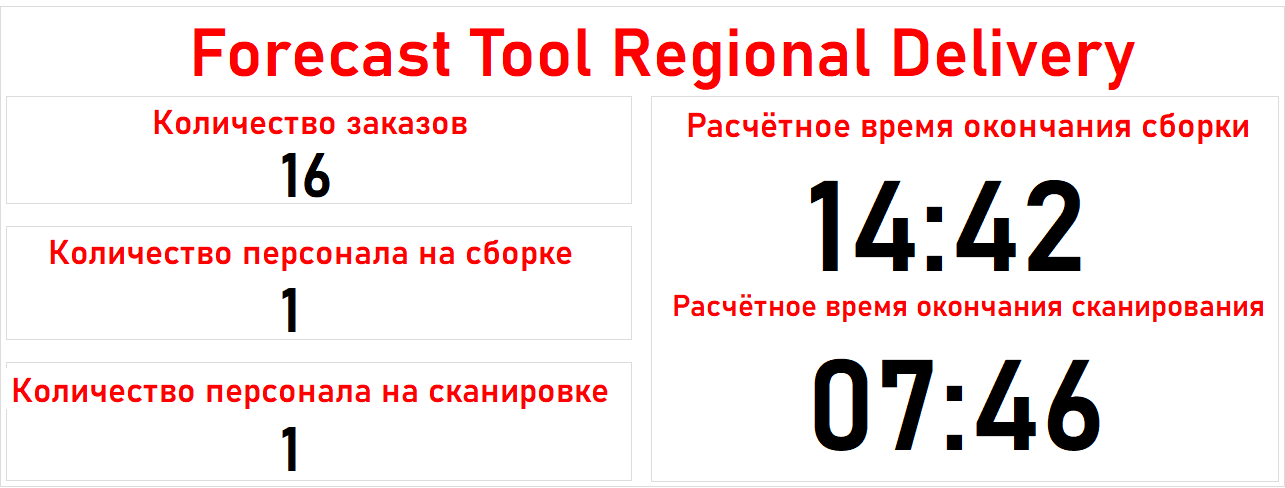 Forecast Tool Regional Delivery
Количество заказов
16
Количество персонала на сборке
1
Количество персонала на сканировке
1
Расчётное время окончания сборки
14:42
Расчётное время окончания сканирования
07:46